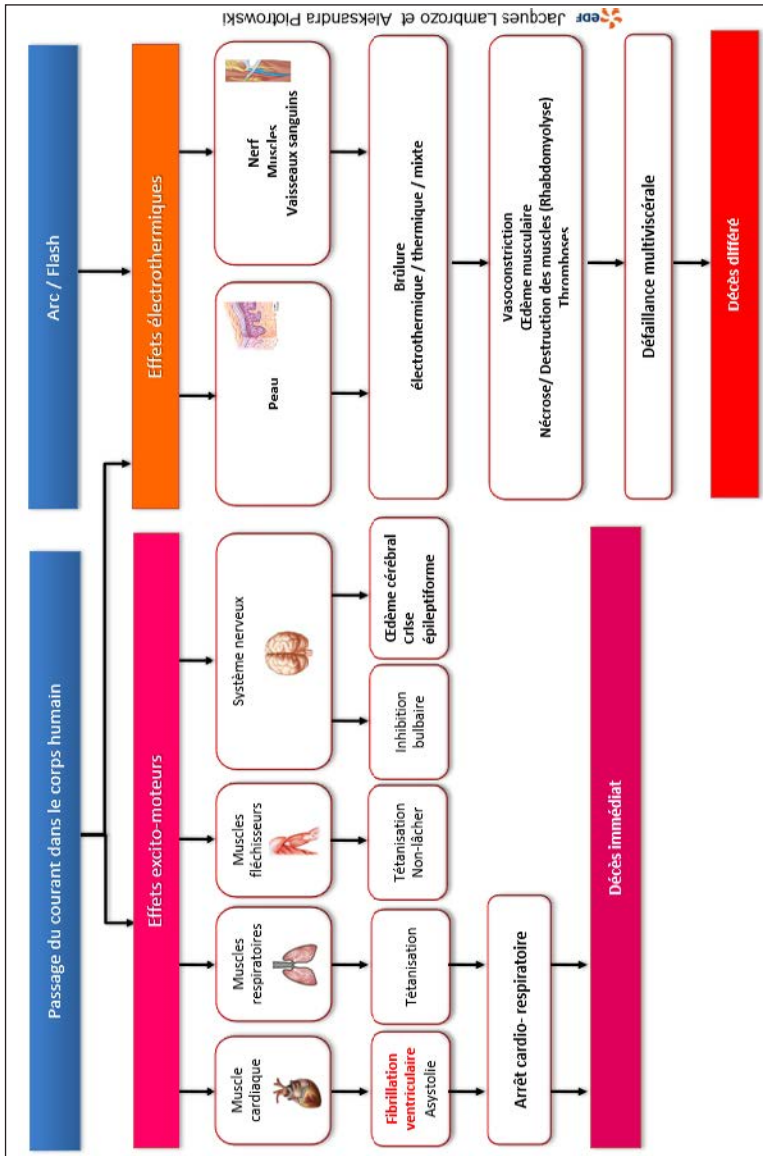 Passage du courant dans le corps humain
Arc / Flash
Effets excito-moteurs
Effets électrothermiques
Muscle
cardiaque
Muscles
respiratoires
Muscles
fléchisseurs
Système nerveux
Peau
Nerf
Muscles
Vaisseaux sanguins
Fibrillation
ventriculaire
Asystolie
Tétanisation
Tétanisation
Non-lâcher
Inhibition
bulbaire
Œdème cérébral
crise
épileptiforme
Brûlure
électrothermique / thermique / mixte
Arrêt cardio- respiratoire
Vasoconstriction
Œdème musculaire
Nécrose/ Destruction des muscles (Rhabdomyolyse)
Thromboses
Défaillance multiviscérale
Décès immédiat
Décès différé
EDF Jacques Lambrozo et Aleksandra Piotrowski